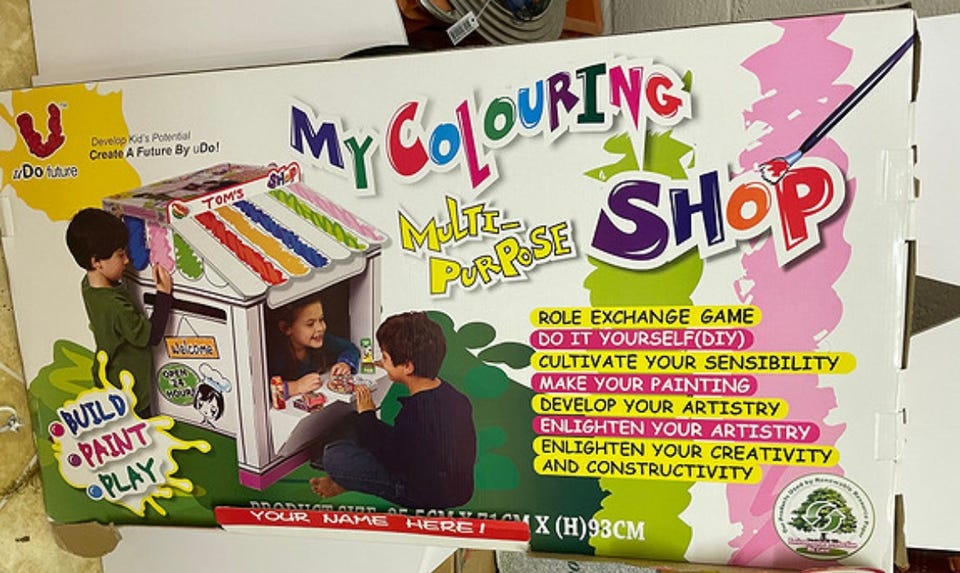 uDo future
Develop Kid's Potential
Create A Future By uDo!
MY COLOURING
SHOP
MULTI-
PURPOSE
TOM'S SHOP
Welcome
OPEN
24
HOUR
BUILD
PAINT
PLAY
ROLE EXCHANGE GAME
DO IT YOURSELF(DIY)
CULTIVATE YOUR SENSIBILITY
MAKE YOUR PAINTING
DEVELOP YOUR ARTISTRY
ENLIGHTEN YOUR ARTISTRY
ENLIGHTEN YOUR CREATIVITY
AND CONSTRUCTIVITY
X (H)93CM
YOUR NAME HERE!